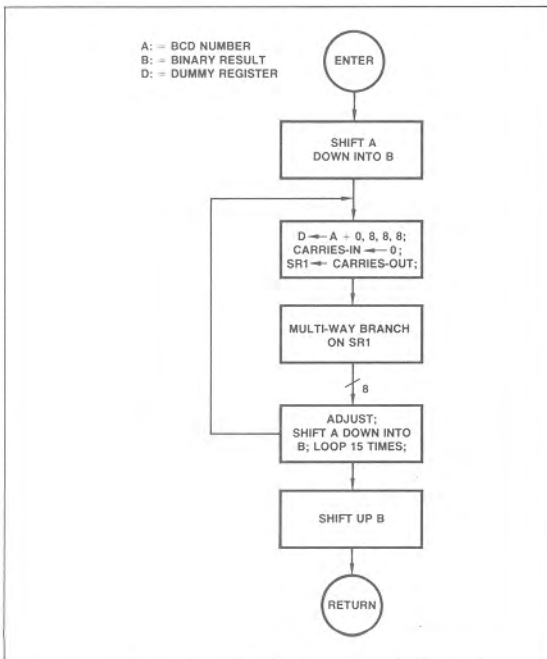 A: = BCD NUMBER
B: = BINARY RESULT
D: = DUMMY REGISTER
ENTER
SHIFT A
DOWN INTO B
D ← A + 0, 8, 8, 8;
CARRIES-IN ← 0;
SR1 ← CARRIES-OUT;
MULTI-WAY BRANCH
ON SR1
8
ADJUST;
SHIFT A DOWN INTO
B; LOOP 15 TIMES;
SHIFT UP B
RETURN